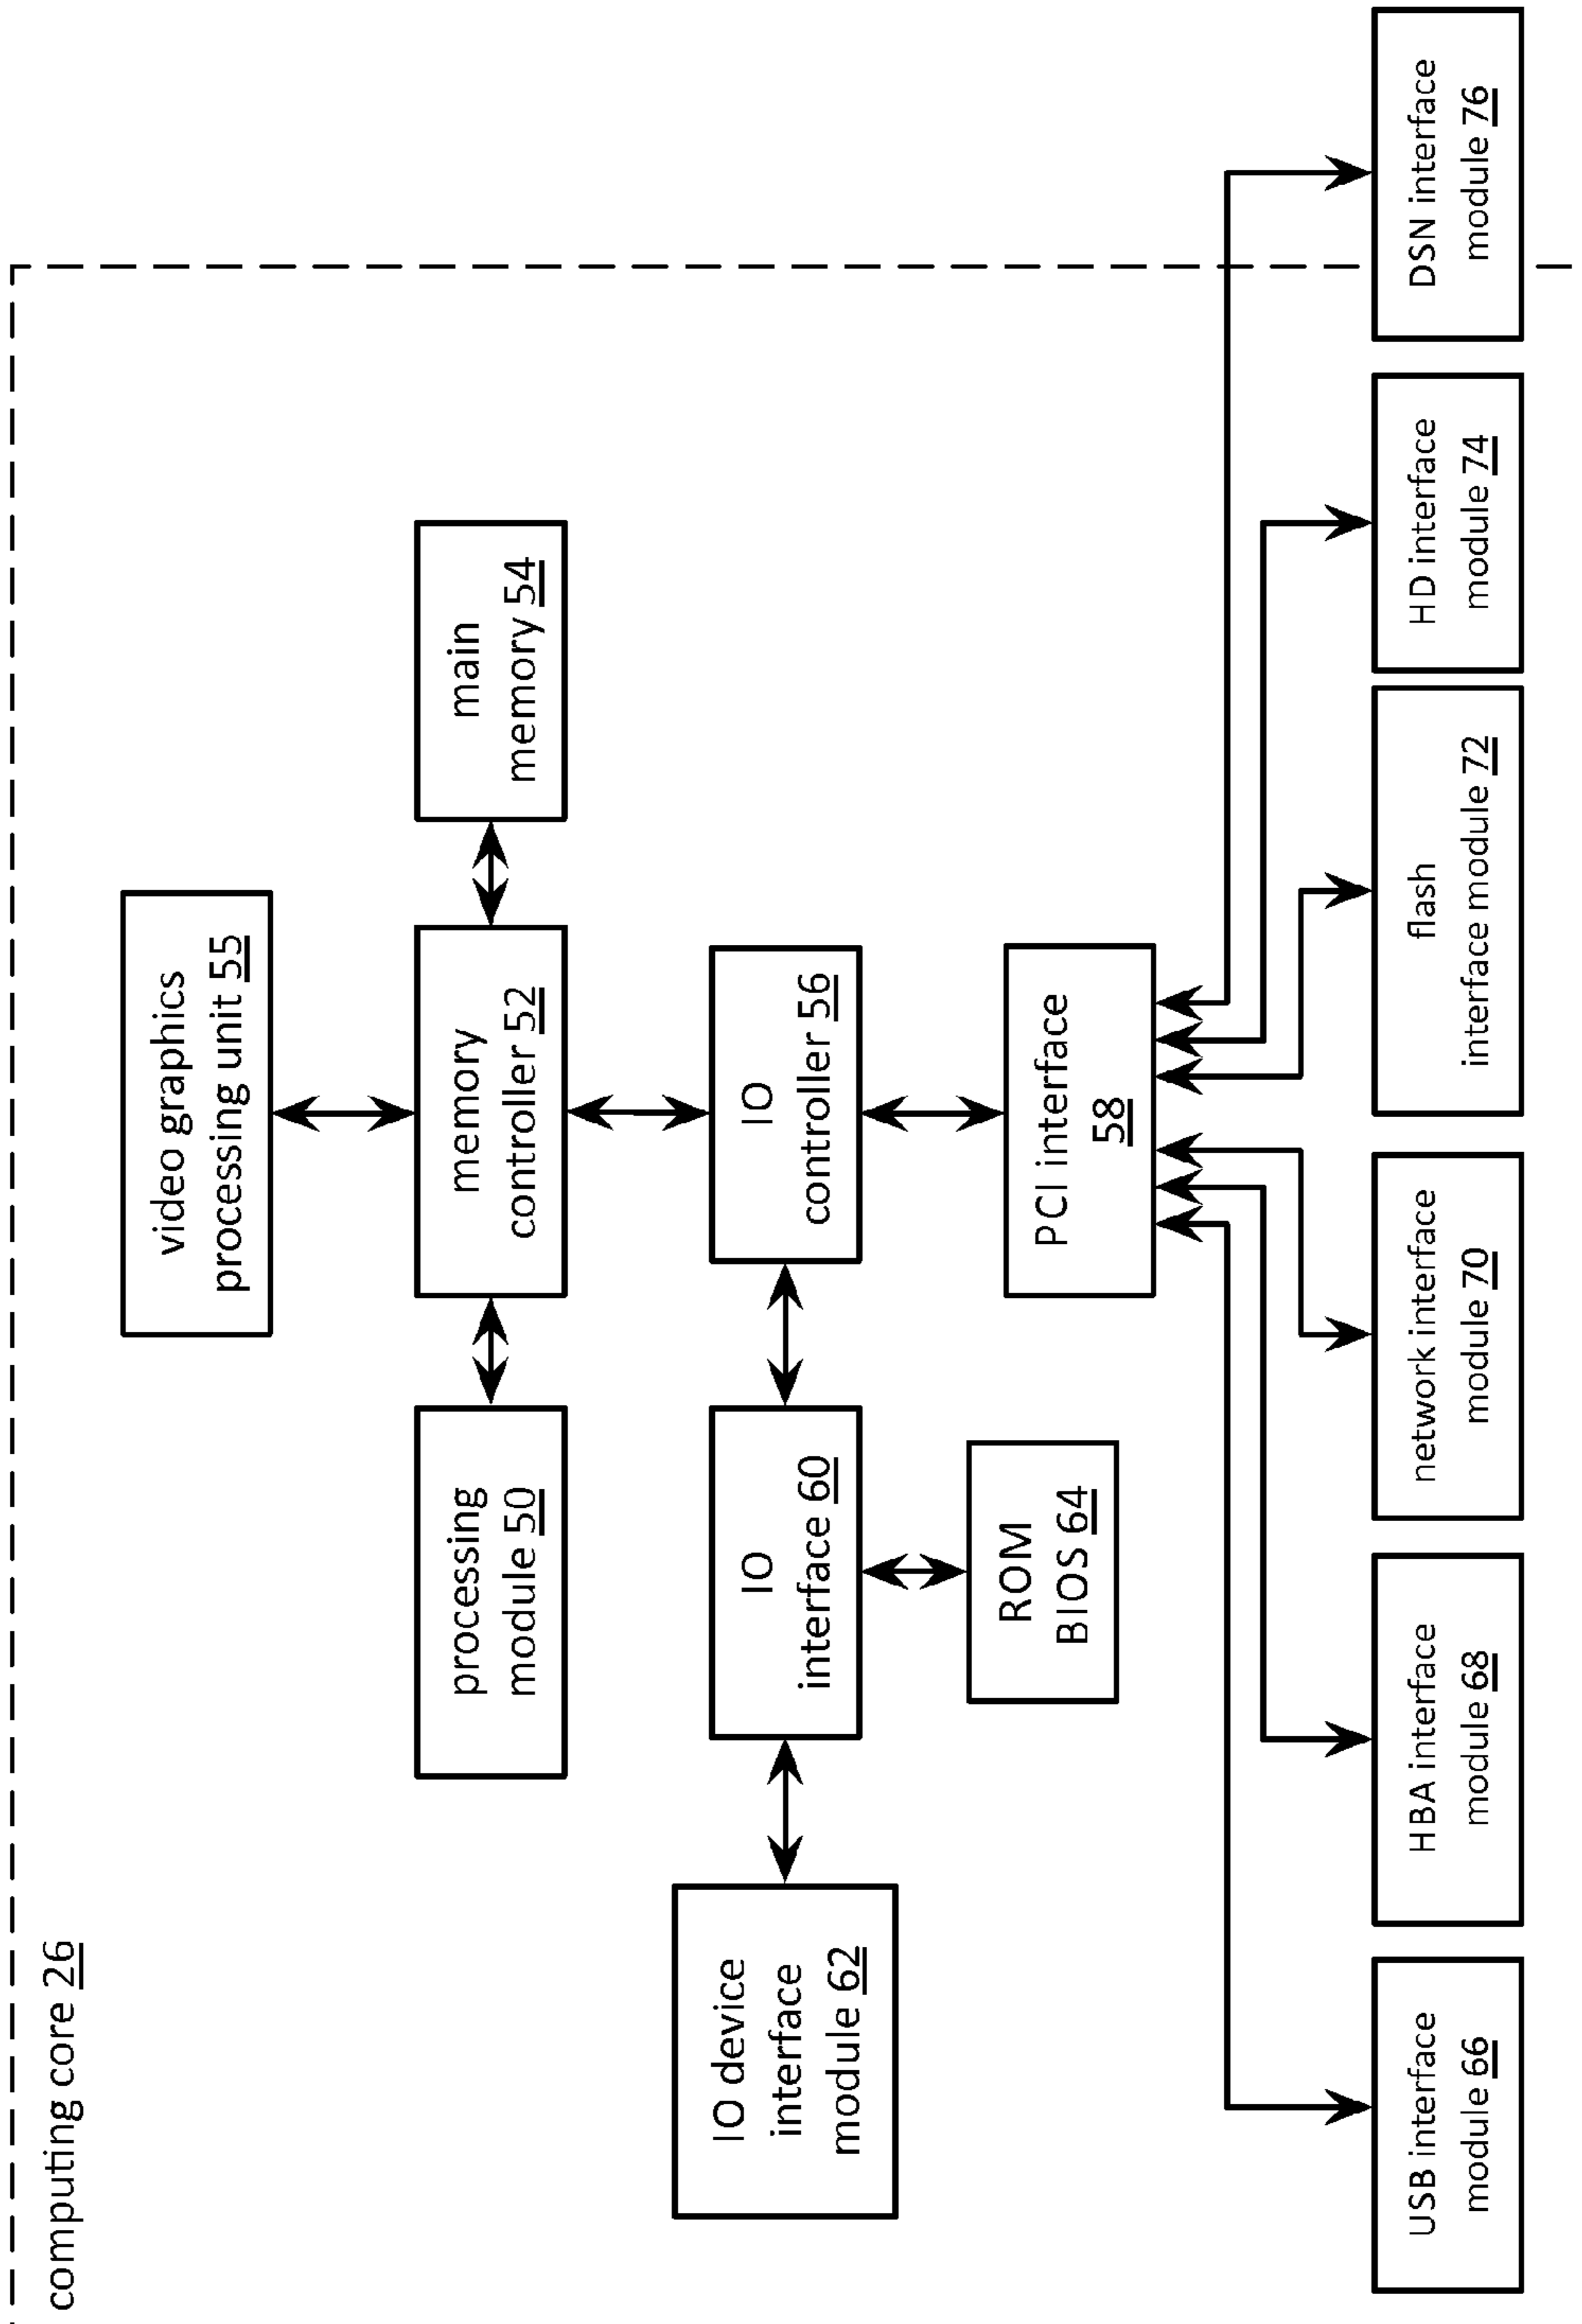 computing core 26
video graphics
processing unit 55
processing
module 50
memory
controller 52
main
memory 54
IO device
interface
module 62
IO
interface 60
IO
controller 56
ROM
BIOS 64
PCI interface
58
USB interface
module 66
HBA interface
module 68
network interface
module 70
flash
interface module 72
HD interface
module 74
DSN interface
module 76